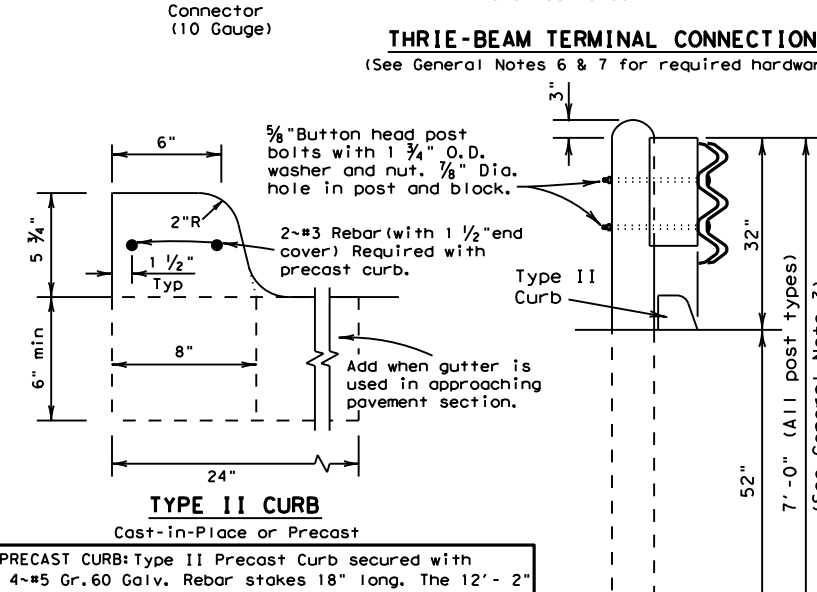 Connector
(10 Gauge)
THRIE-BEAM TERMINAL CONNECTION
(See General Notes 6 & 7 for required
3"
6"
5/8"Button head post
bolts with 1 3/4" O.D.
washer and nut. 7/8" Dia.
hole in post and block.
5 3/4"
2"R
2~#3 Rebar(with 1 1/2"end
cover) Required with
precast curb.
1 1/2"
Typ
Type II
Curb
32"
7'-0" (All post types)
6" min
8"
Add when gutter is
used in approaching
pavement section.
52"
24"
TYPE II CURB
Cast-in-Place or Precast
PRECAST CURB: Type II Precast Curb secured with
4~#5 Gr.60 Galv. Rebar stakes 18" long. The 12'- 2"